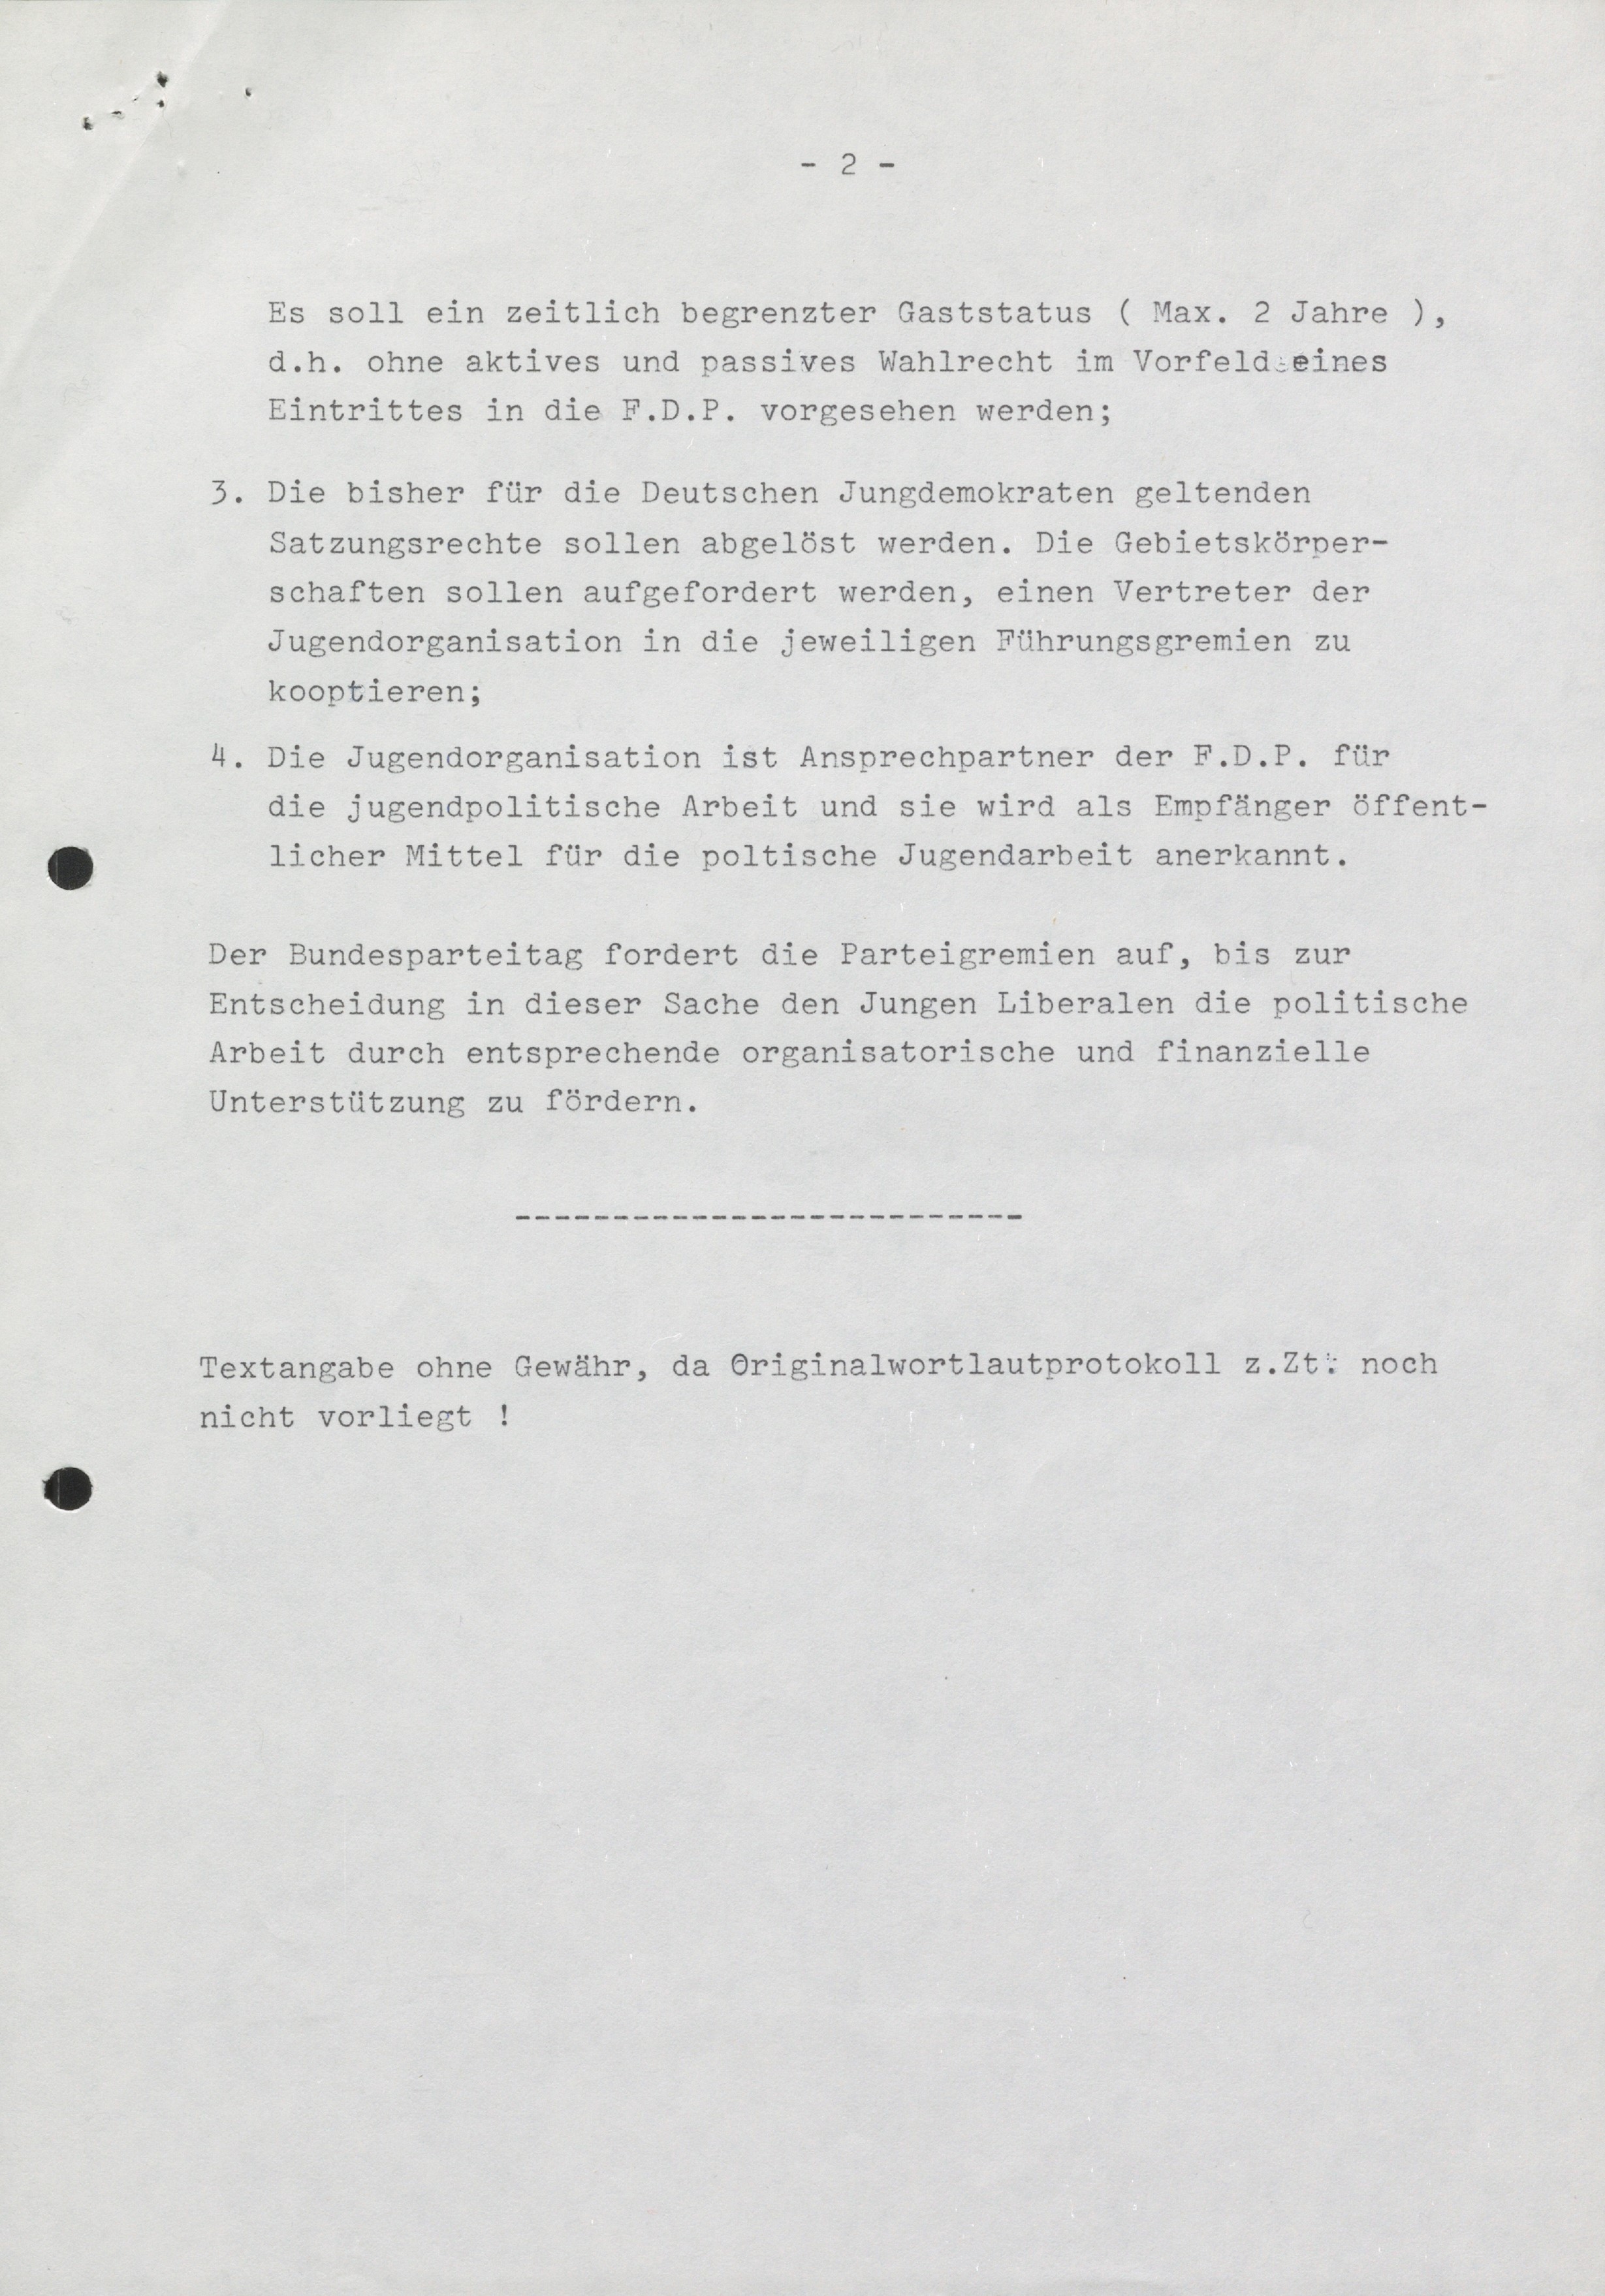 - 2 -
Es soll ein zeitlich begrenzter Gaststatus ( Max. 2 Jahre ),
d.h. ohne aktives und passives Wahlrecht im Vorfeld eines
Eintrittes in die F.D.P. vorgesehen werden;
3. Die bisher für die Deutschen Jungdemokraten geltenden
Satzungsrechte sollen abgelöst werden. Die Gebietskörper-
schaften sollen aufgefordert werden, einen Vertreter der
Jugendorganisation in die jeweiligen Führungsgremien zu
kooptieren;
4. Die Jugendorganisation ist Ansprechpartner der F.D.P. für
die jugendpolitische Arbeit und sie wird als Empfänger öffent-
licher Mittel für die poltische Jugendarbeit anerkannt.
Der Bundesparteitag fordert die Parteigremien auf, bis zur
Entscheidung in dieser Sache den Jungen Liberalen die politische
Arbeit durch entsprechende organisatorische und finanzielle
Unterstützung zu fördern.
---------------------------
Textangabe ohne Gewähr, da Originalwortlautprotokoll z.Zt. noch
nicht vorliegt !